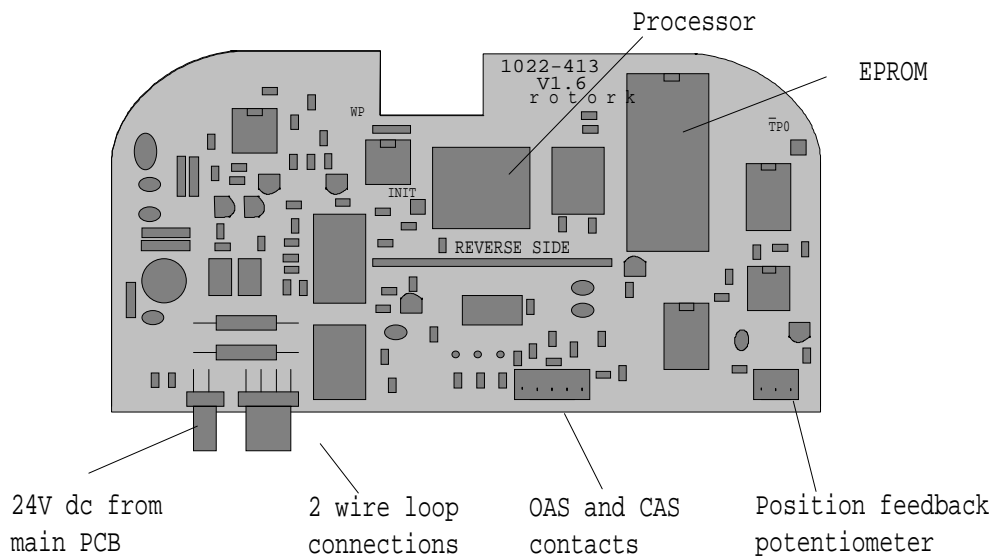 Processor
1022-413
V1.6
rotork
EPROM
WP
TP0
INIT
REVERSE SIDE
24V dc from
main PCB
2 wire loop
connections
OAS and CAS
contacts
Position feedback
potentiometer